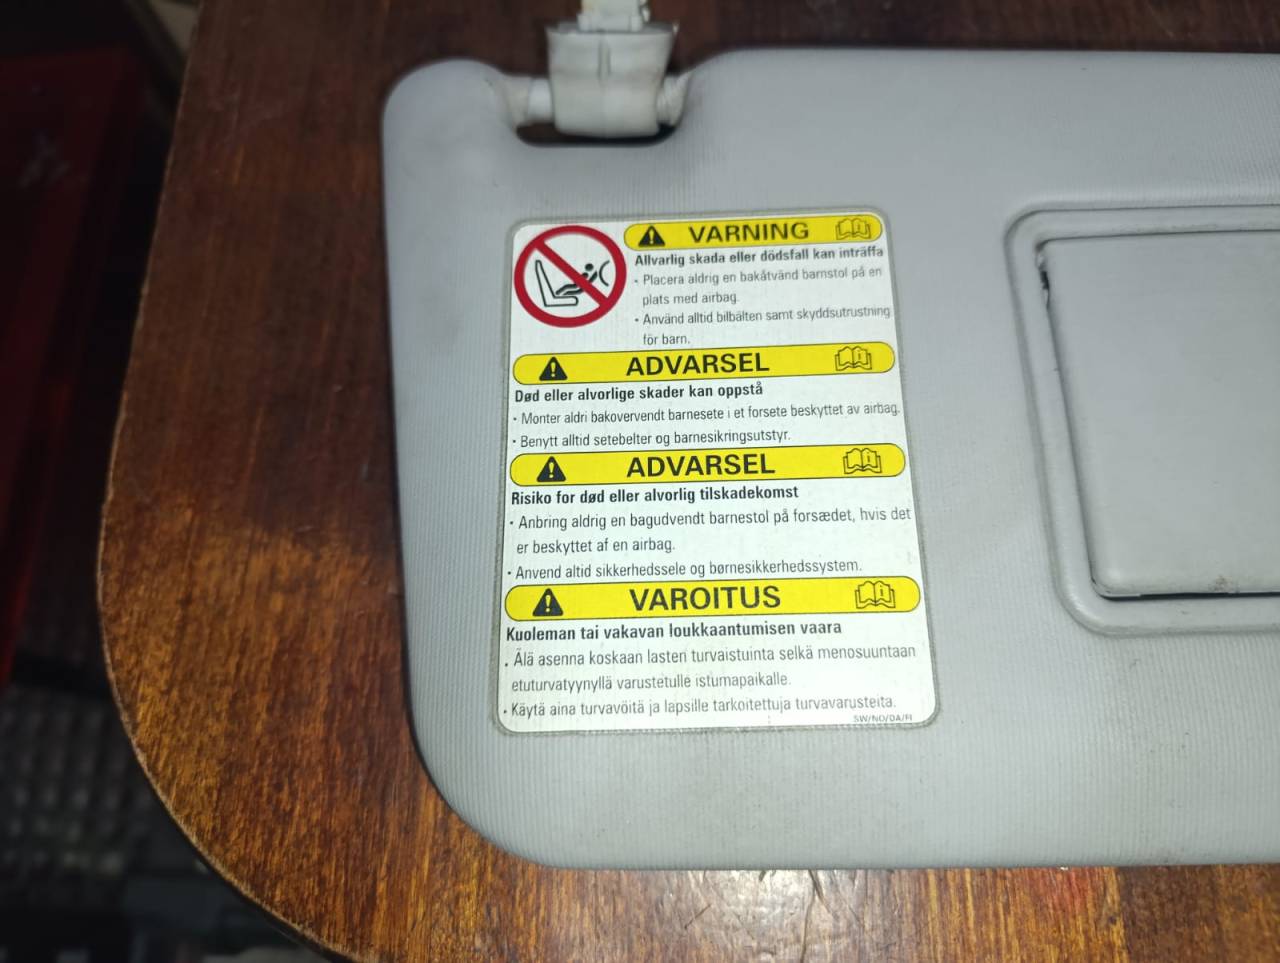 VARNING
Allvarlig skada eller dödsfall kan inträffa
- Placera aldrig en bakåtvänd barnstol på en
plats med airbag.
- Använd alltid bilbälten samt skyddsutrustning
för barn.
ADVARSEL
Død eller alvorlige skader kan oppstå
· Monter aldri bakovervendt barnesete i et forsete beskyttet av airbag.
· Benytt alltid setebelter og barnesikringsutstyr.
ADVARSEL
Risiko for død eller alvorlig tilskadekomst
· Anbring aldrig en bagudvendt barnestol på forsædet, hvis det
er beskyttet af en airbag.
· Anvend altid sikkerhedssele og børnesikkerhedssystem.
VAROITUS
Kuoleman tai vakavan loukkaantumisen vaara
. Älä asenna koskaan lasten turvaistuinta selkä menosuuntaan
etuturvatyynyllä varustetulle istumapaikalle.
· Käytä aina turvavöitä ja lapsille tarkoitettuja turvavarusteita.
SW/NO/DA/FI